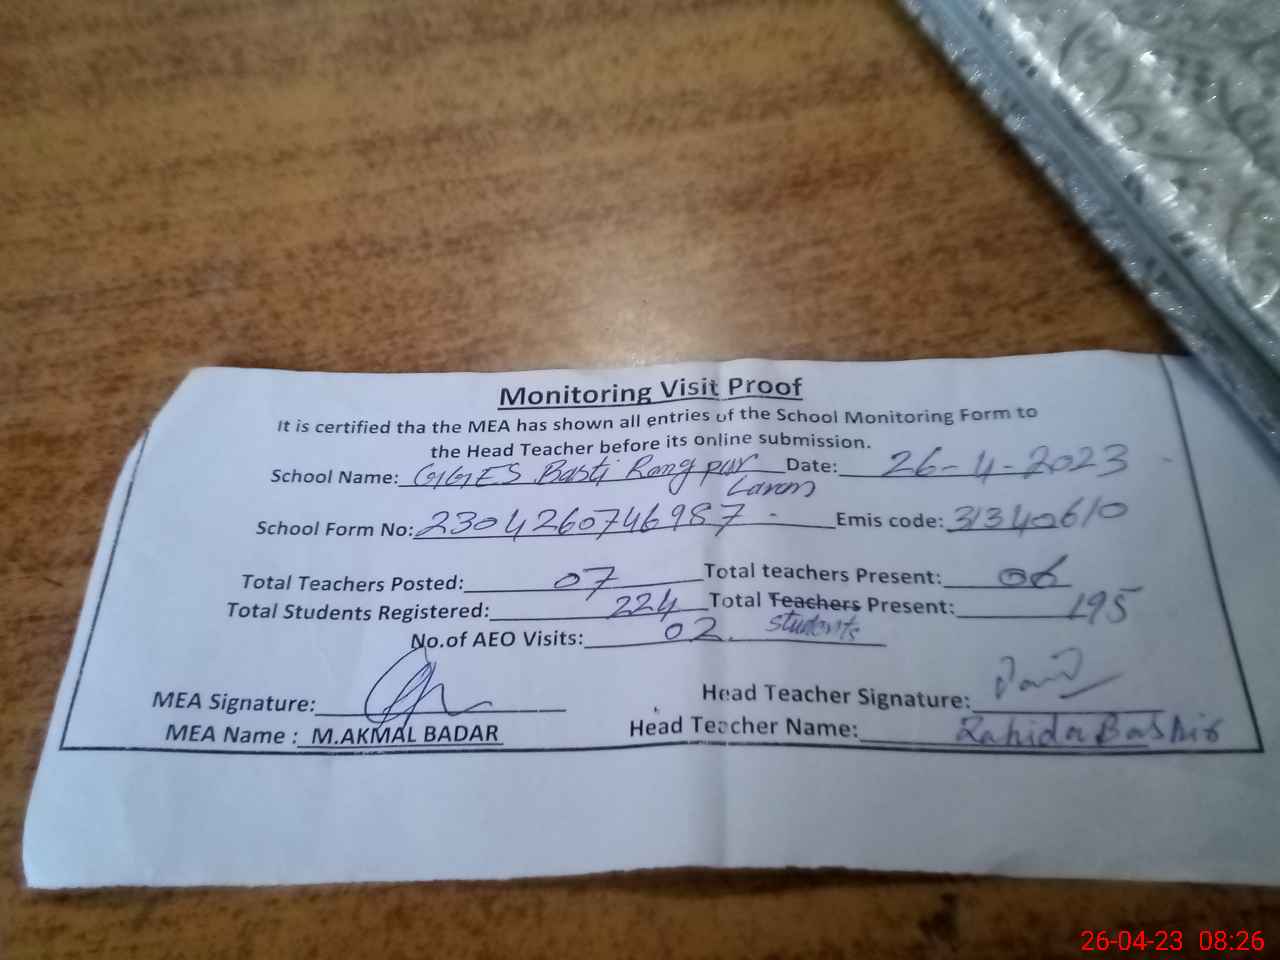 Monitoring Visit Proof
It is certified tha the MEA has shown all entries of the School Monitoring Form to
the Head Teacher before its online submission.
School Name: GGES Basti Rang pur Date: 26-4-2023
School Form No: 2304260746987 - Emis code: 31340610
Total Teachers Posted: 07 Total teachers Present: 06
Total Students Registered: 224 Total Teachers Present: 195
students
No.of AEO Visits: 02.
MEA Signature: Head Teacher Signature:
MEA Name : M.AKMAL BADAR Head Teacher Name: Zahida Bashir
26-04-23 08:26